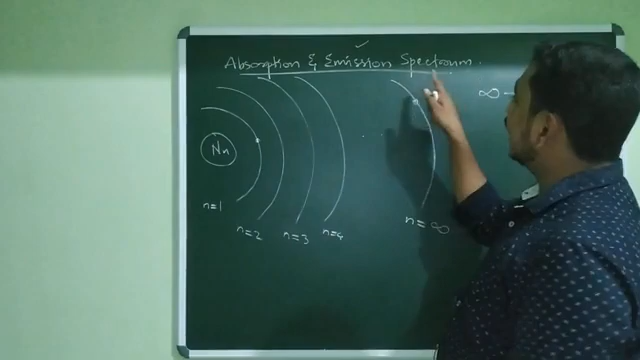 Absorption & Emission Spectrum.
∞ -
Nu
n=1
n=2
n=3
n=4
n=∞